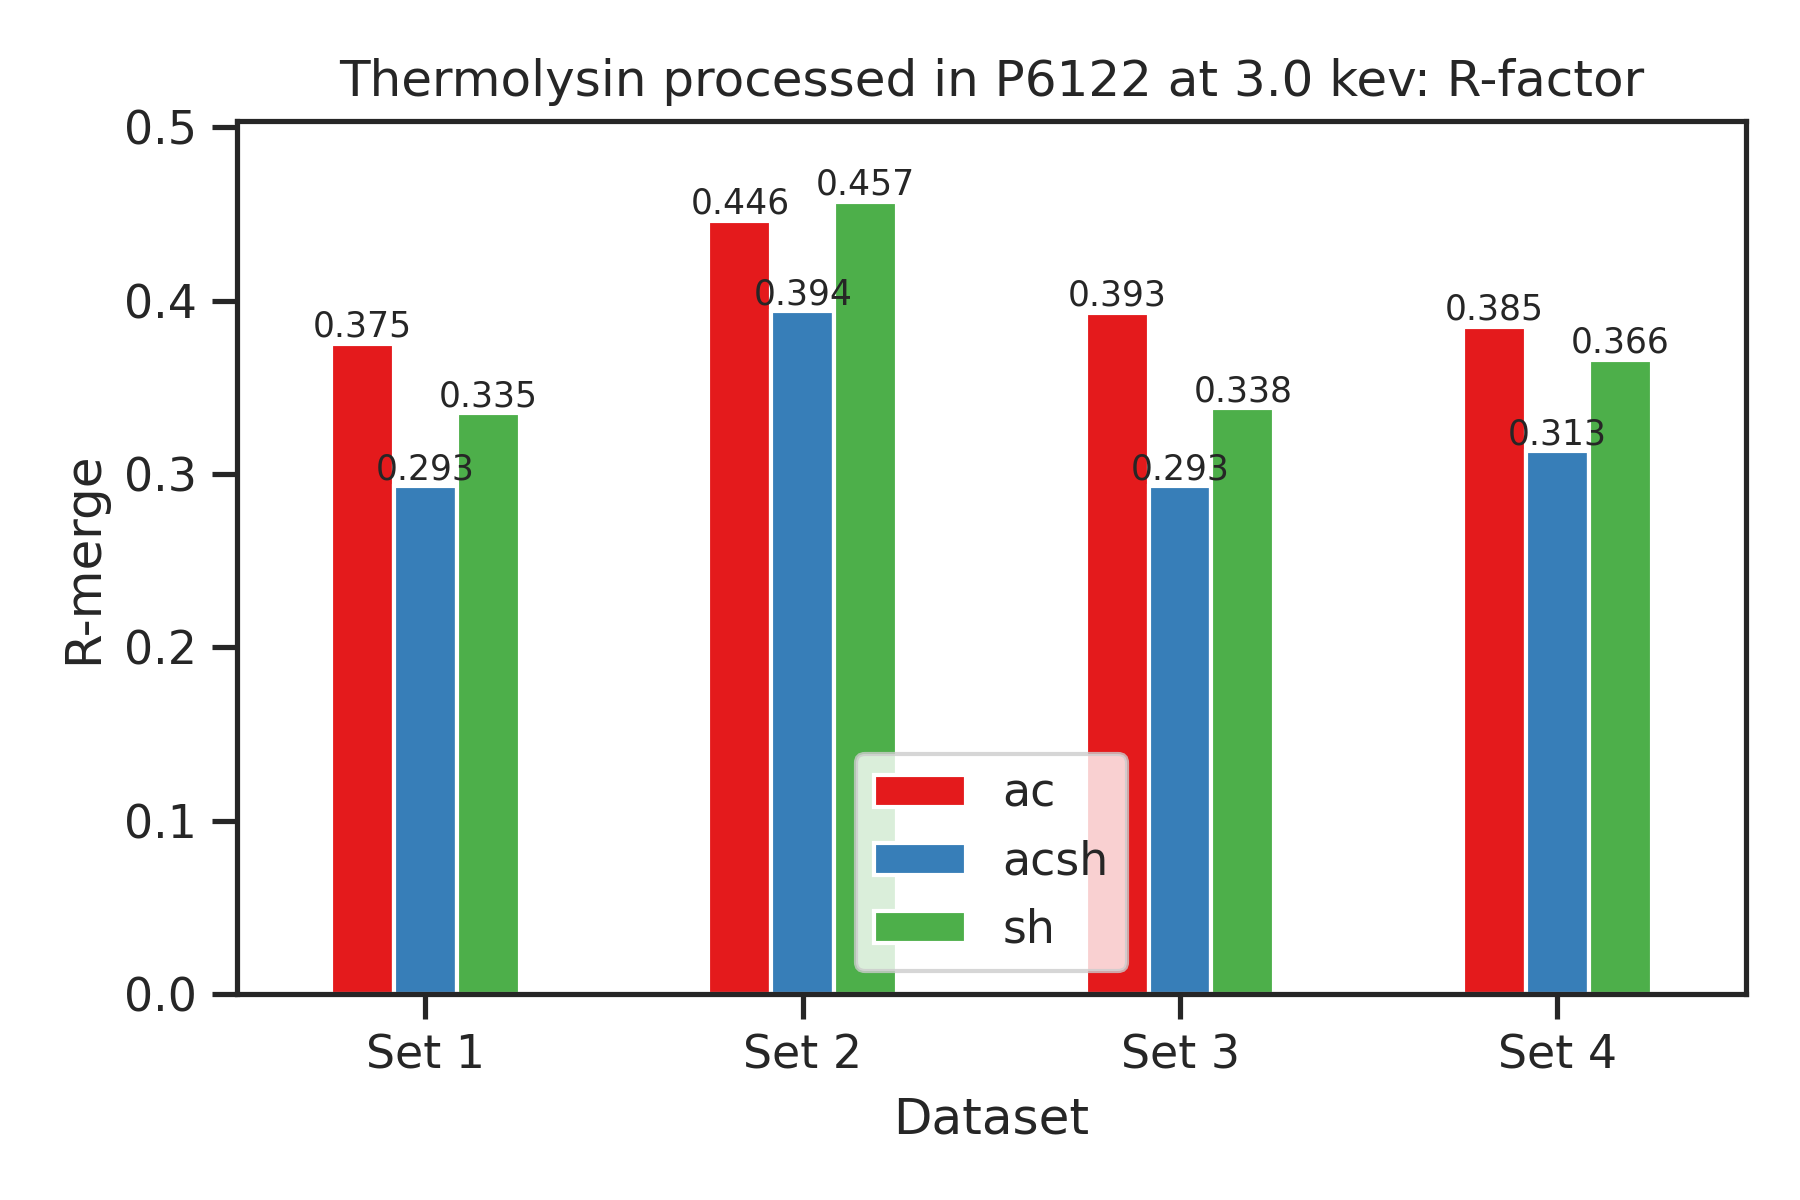 Thermolysin processed in P6122 at 3.0 kev: R-factor
0.5
0.4
0.3
0.2
0.1
0.0
R-merge
0.375
0.293
0.335
0.446
0.394
0.457
0.393
0.293
0.338
0.385
0.313
0.366
ac
acsh
sh
Set 1
Set 2
Set 3
Set 4
Dataset